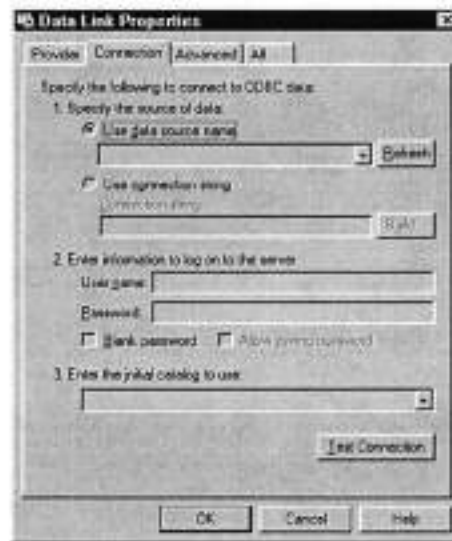 Data Link Properties
Provider Connection Advanced All
Specify the following to connect to ODBC data:
1. Specify the source of data:
Use data source name
Refresh
Use connection string
Connection string:
Build...
2. Enter information to log on to the server
User name:
Password:
Blank password Allow saving password
3. Enter the initial catalog to use:
Test Connection
OK Cancel Help